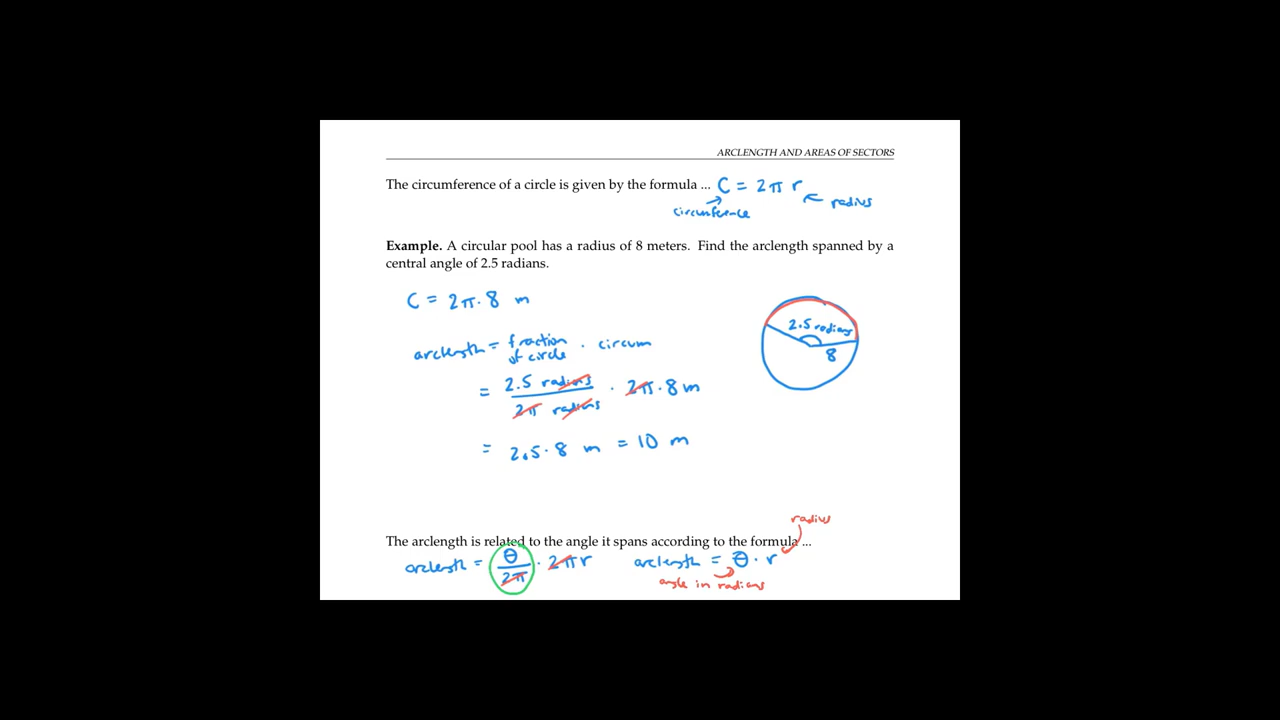 ARCLENGTH AND AREAS OF SECTORS
The circumference of a circle is given by the formula ... C = 2π r
circumference
radius
Example. A circular pool has a radius of 8 meters. Find the arclength spanned by a
central angle of 2.5 radians.
C = 2π · 8 m
2.5 radians
8
arclength = fraction of circle · circum
= 2.5 radians / 2π radians · 2π · 8 m
= 2.5 · 8 m = 10 m
radius
The arclength is related to the angle it spans according to the formula ...
arclength = θ / 2π · 2π r arclength = θ · r
angle in radians